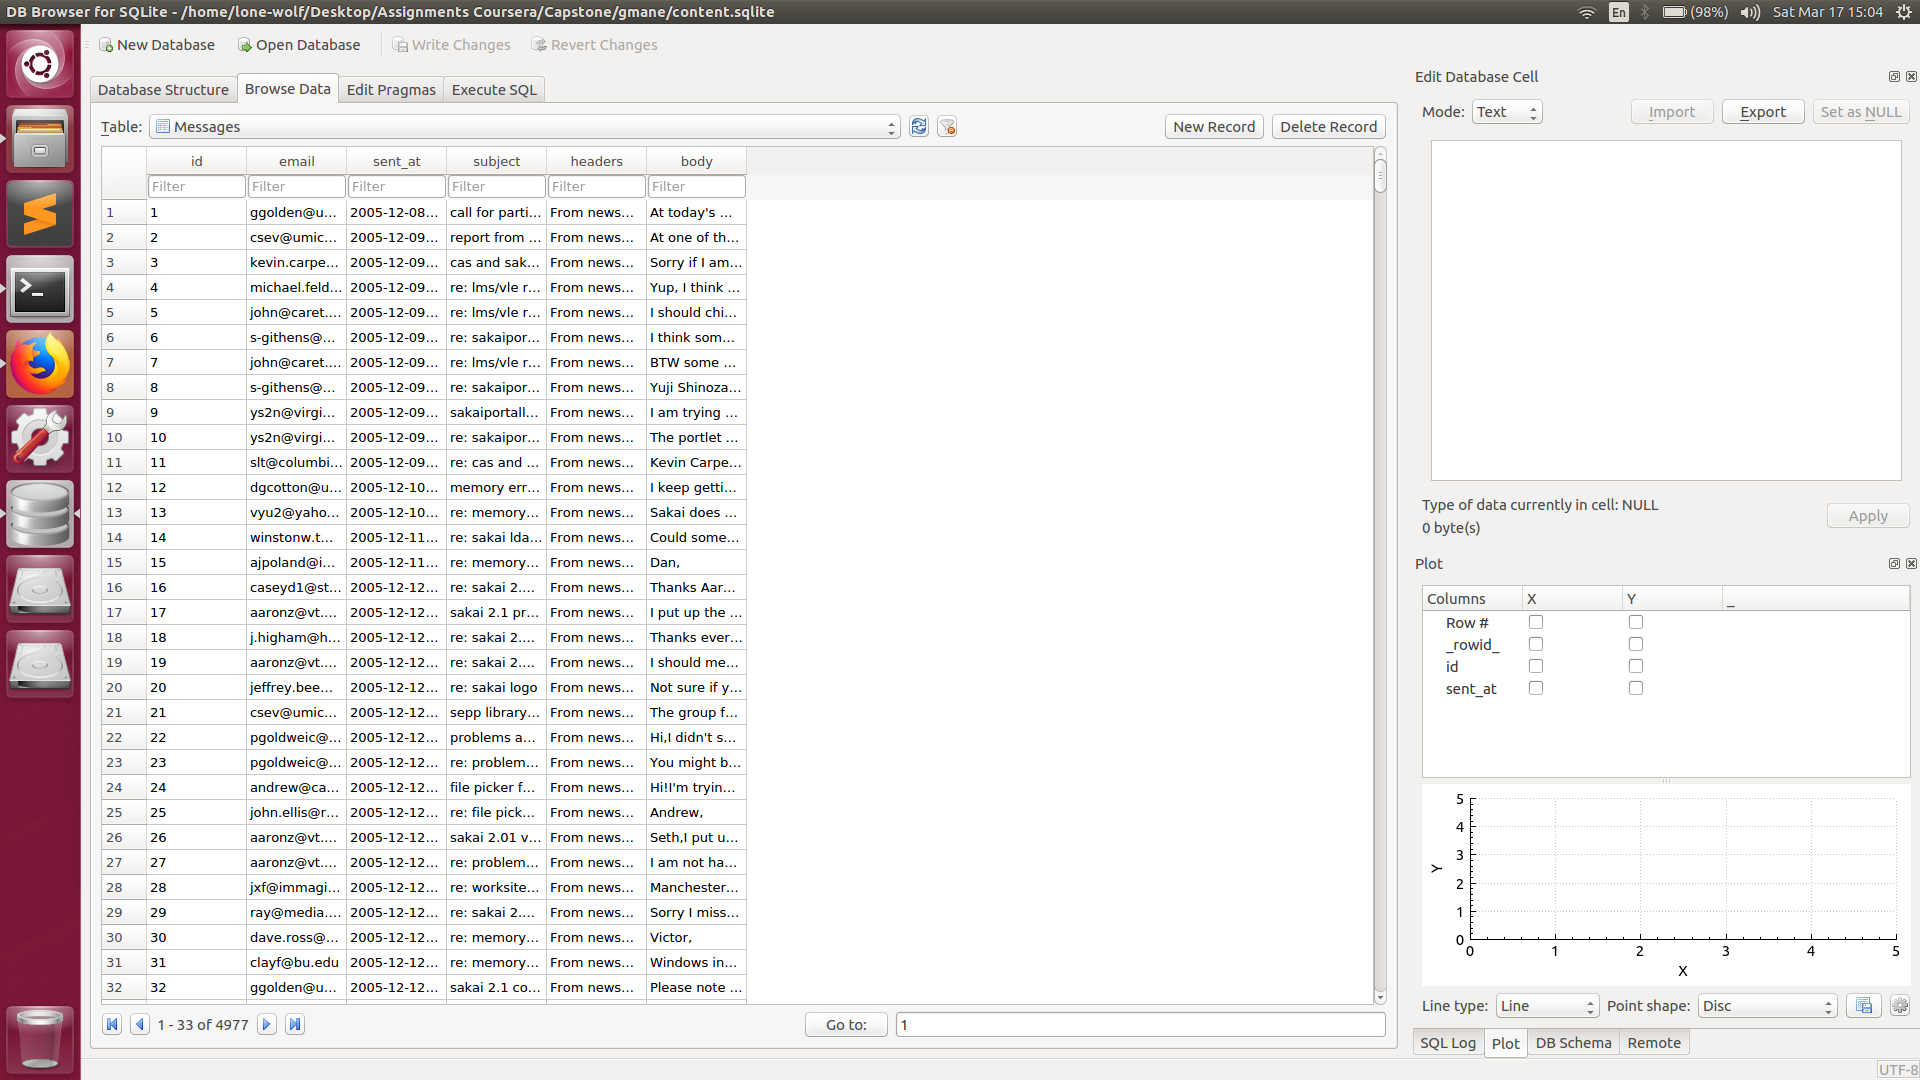 DB Browser for SQLite - /home/lone-wolf/Desktop/Assignments Coursera/Capstone/gmane/content.sqlite
En (98%) Sat Mar 17 15:04
New Database Open Database Write Changes Revert Changes
Database Structure Browse Data Edit Pragmas Execute SQL
Table: Messages New Record Delete Record
id email sent_at subject headers body
Filter Filter Filter Filter Filter Filter
1 1 ggolden@u... 2005-12-08... call for parti... From news... At today's ...
2 2 csev@umic... 2005-12-09... report from ... From news... At one of th...
3 3 kevin.carpe... 2005-12-09... cas and sak... From news... Sorry if I am...
4 4 michael.feld... 2005-12-09... re: lms/vle r... From news... Yup, I think ...
5 5 john@caret.... 2005-12-09... re: lms/vle r... From news... I should chi...
6 6 s-githens@... 2005-12-09... re: sakaipor... From news... I think som...
7 7 john@caret.... 2005-12-09... re: lms/vle r... From news... BTW some ...
8 8 s-githens@... 2005-12-09... re: sakaipor... From news... Yuji Shinoza...
9 9 ys2n@virgi... 2005-12-09... sakaiportall... From news... I am trying ...
10 10 ys2n@virgi... 2005-12-09... re: sakaipor... From news... The portlet ...
11 11 slt@columbi... 2005-12-09... re: cas and ... From news... Kevin Carpe...
12 12 dgcotton@u... 2005-12-10... memory err... From news... I keep getti...
13 13 vyu2@yaho... 2005-12-10... re: memory... From news... Sakai does ...
14 14 winstonw.t... 2005-12-11... re: sakai lda... From news... Could some...
15 15 ajpoland@i... 2005-12-11... re: memory... From news... Dan,
16 16 caseyd1@st... 2005-12-12... re: sakai 2.... From news... Thanks Aar...
17 17 aaronz@vt.... 2005-12-12... sakai 2.1 pr... From news... I put up the ...
18 18 j.higham@h... 2005-12-12... re: sakai 2.... From news... Thanks ever...
19 19 aaronz@vt.... 2005-12-12... re: sakai 2.... From news... I should me...
20 20 jeffrey.bee... 2005-12-12... re: sakai logo From news... Not sure if y...
21 21 csev@umic... 2005-12-12... sepp library... From news... The group f...
22 22 pgoldweic@... 2005-12-12... problems a... From news... Hi,I didn't s...
23 23 pgoldweic@... 2005-12-12... re: problem... From news... You might b...
24 24 andrew@ca... 2005-12-12... file picker f... From news... Hi!I'm tryin...
25 25 john.ellis@r... 2005-12-12... re: file pick... From news... Andrew,
26 26 aaronz@vt.... 2005-12-12... sakai 2.01 v... From news... Seth,I put u...
27 27 aaronz@vt.... 2005-12-12... re: problem... From news... I am not ha...
28 28 jxf@immagi... 2005-12-12... re: worksite... From news... Manchester...
29 29 ray@media.... 2005-12-12... re: sakai 2.... From news... Sorry I miss...
30 30 dave.ross@... 2005-12-12... re: memory... From news... Victor,
31 31 clayf@bu.edu 2005-12-12... re: memory... From news... Windows in...
32 32 ggolden@u... 2005-12-12... sakai 2.1 co... From news... Please note ...
1 - 33 of 4977 Go to: 1
Edit Database Cell
Mode: Text Import Export Set as NULL
Type of data currently in cell: NULL
0 byte(s)
Apply
Plot
Columns X Y _
Row #
_rowid_
id
sent_at
5
4
3
2
1
0
Y
0 1 2 3 4 5
X
Line type: Line Point shape: Disc
SQL Log Plot DB Schema Remote
UTF-8